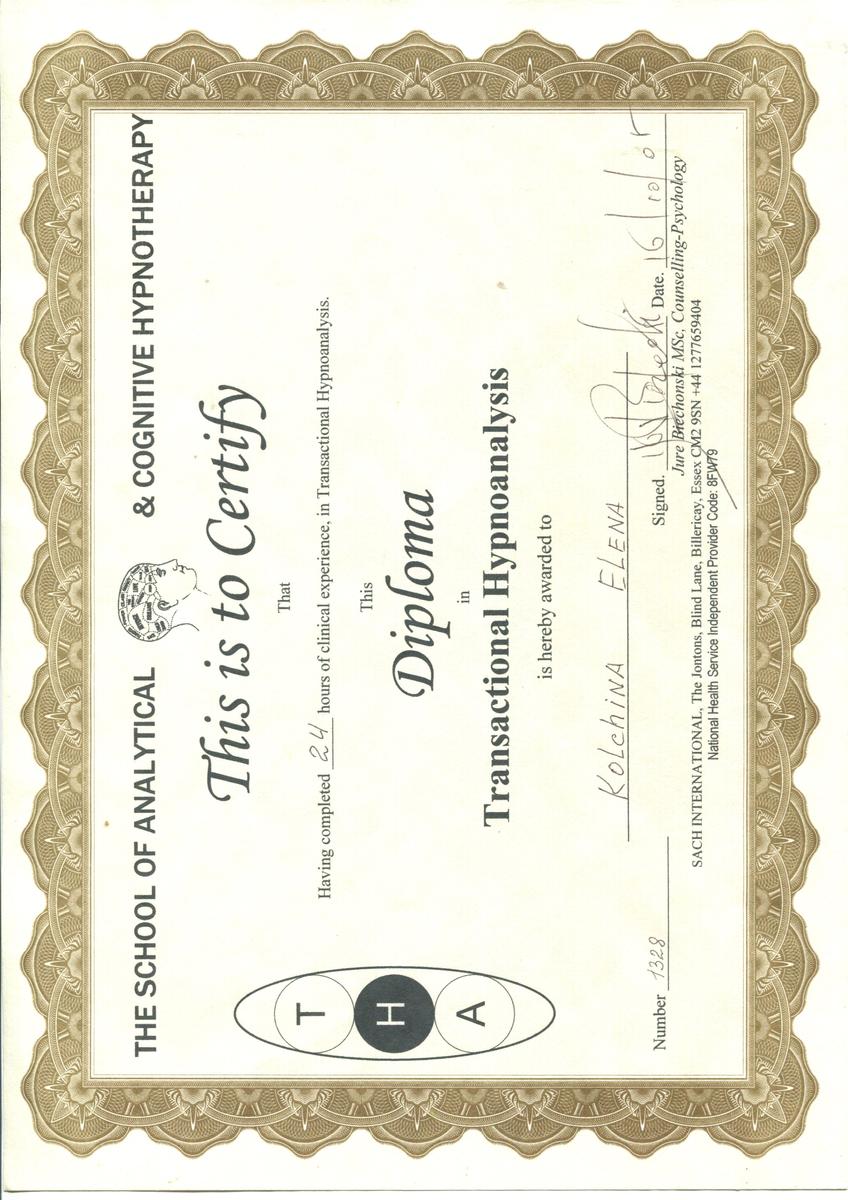 THE SCHOOL OF ANALYTICAL & COGNITIVE HYPNOTHERAPY
This is to Certify
That
Having completed 24 hours of clinical experience, in Transactional Hypnoanalysis.
This
Diploma
in
Transactional Hypnoanalysis
is hereby awarded to
KOLCHINA ELENA
T
H
A
Number 1328 Signed. Date. 16/10/05
Jure Biechonski MSc, Counselling-Psychology
SACH INTERNATIONAL, The Jontons, Blind Lane, Billericay, Essex CM2 9SN +44 1277659404
National Health Service Independent Provider Code: 8FW79